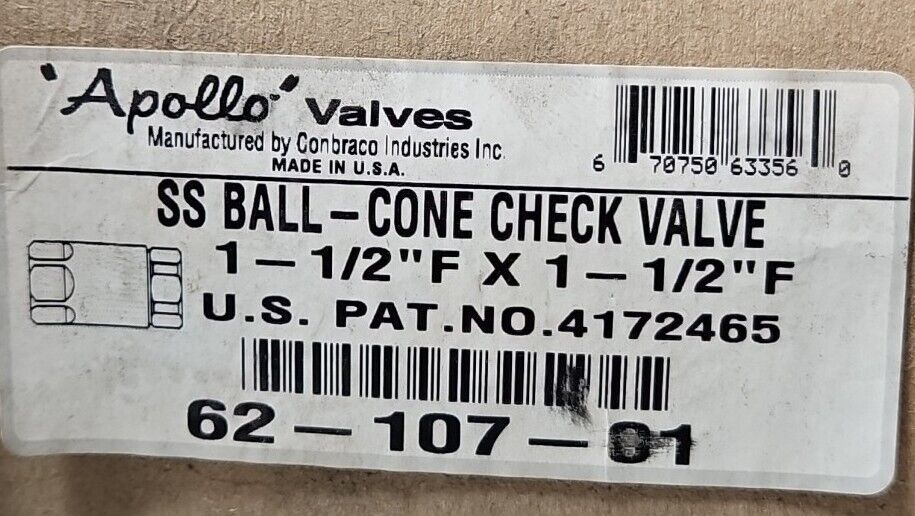 "Apollo" Valves
Manufactured by Conbraco Industries Inc.
MADE IN U.S.A.
6 70750 63356 0
SS BALL-CONE CHECK VALVE
1-1/2"F X 1-1/2"F
U.S. PAT.NO.4172465
62-107-01